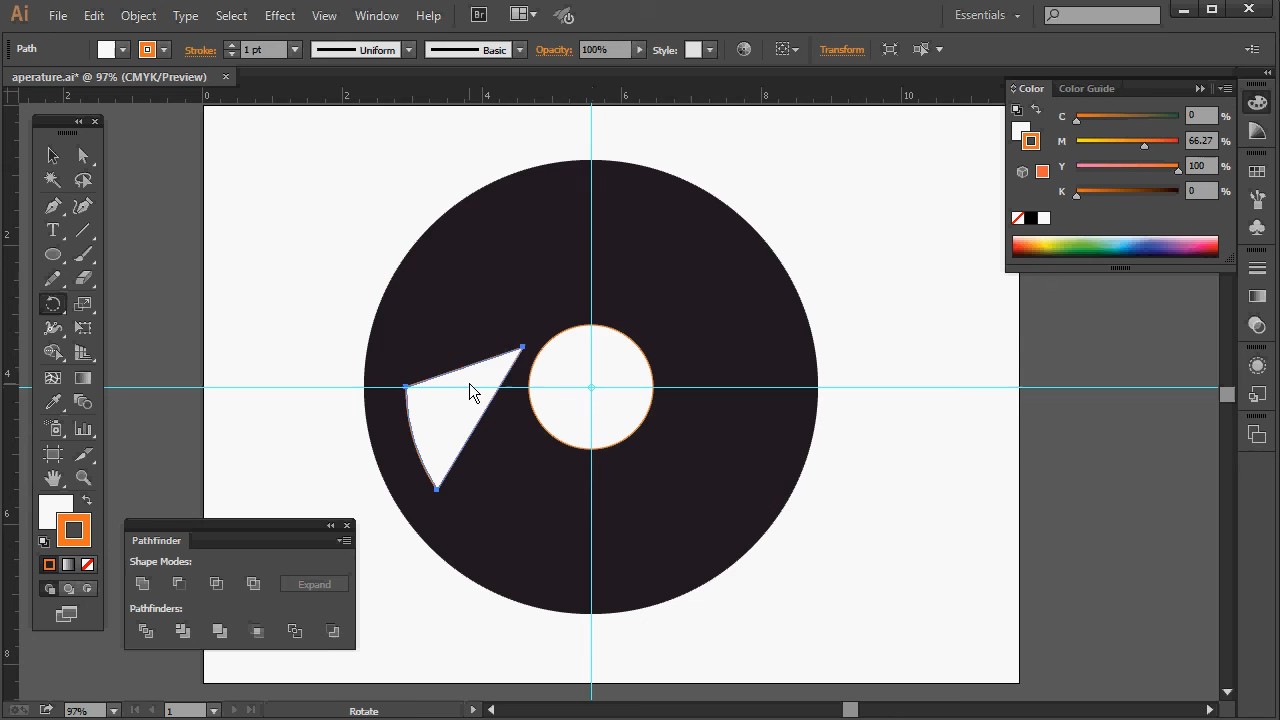 Ai File Edit Object Type Select Effect View Window Help Br Essentials
Path Stroke: 1 pt Uniform Basic Opacity: 100% Style: Transform
aperature.ai* @ 97% (CMYK/Preview)
2 0 2 4 6 8 10
Color Color Guide
C 0 %
M 66.27 %
Y 100 %
K 0 %
2
4
6
8
T
Pathfinder
Shape Modes:
Expand
Pathfinders:
97% 1 Rotate